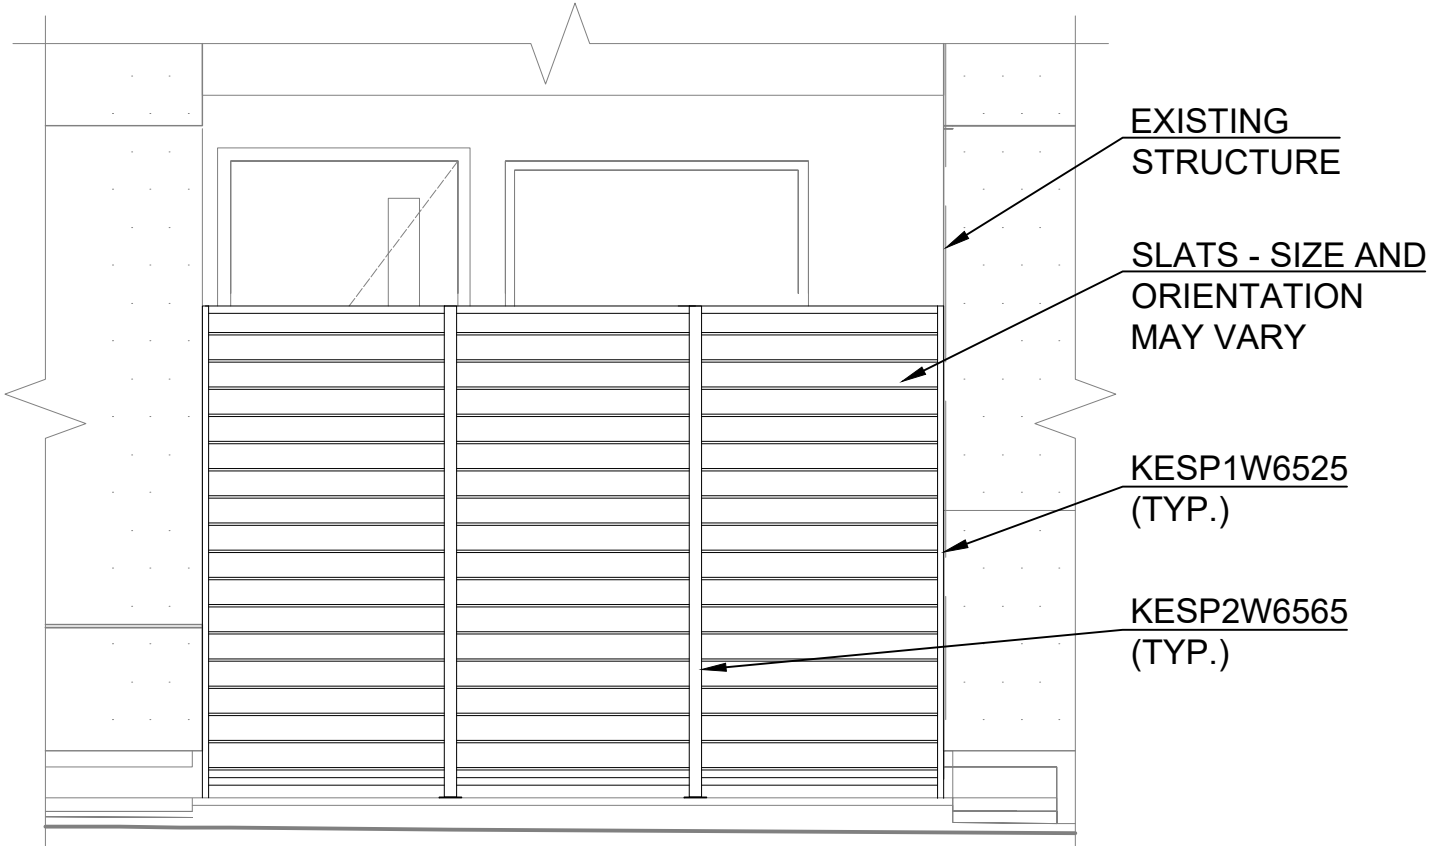 EXISTING
STRUCTURE
SLATS - SIZE AND
ORIENTATION
MAY VARY
KESP1W6525
(TYP.)
KESP2W6565
(TYP.)